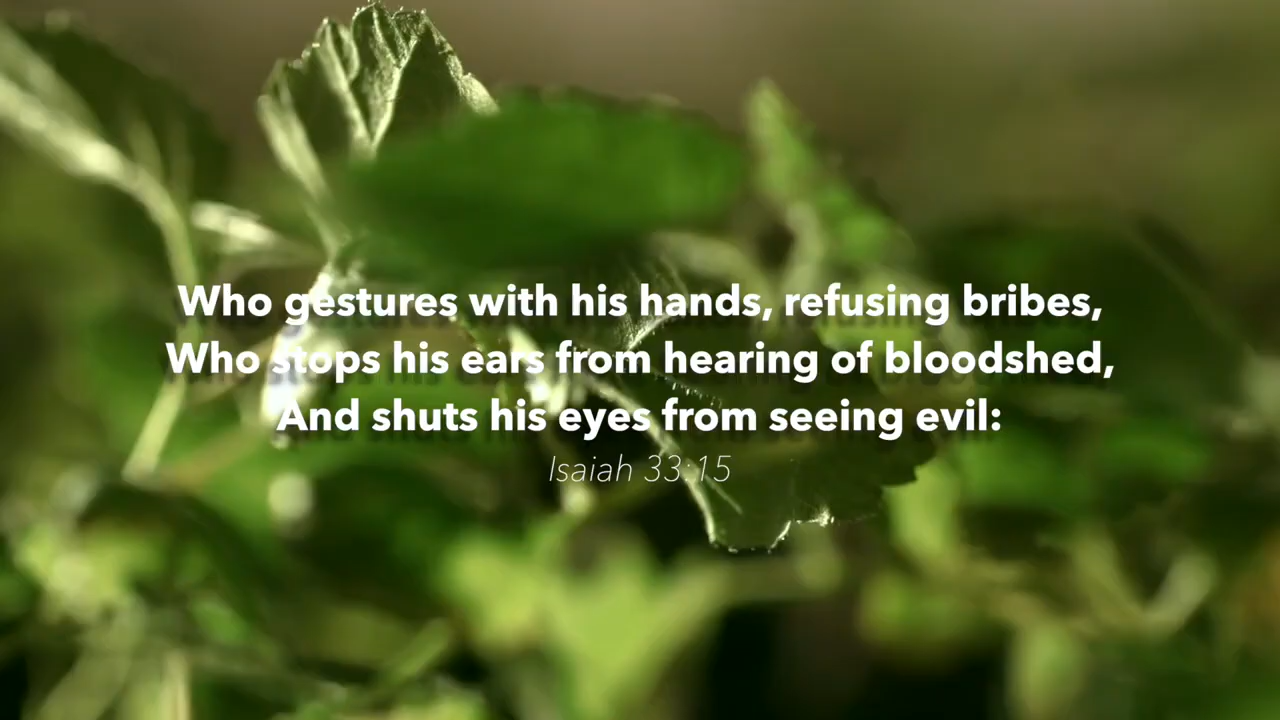 Who gestures with his hands, refusing bribes,
Who stops his ears from hearing of bloodshed,
And shuts his eyes from seeing evil:
Isaiah 33:15